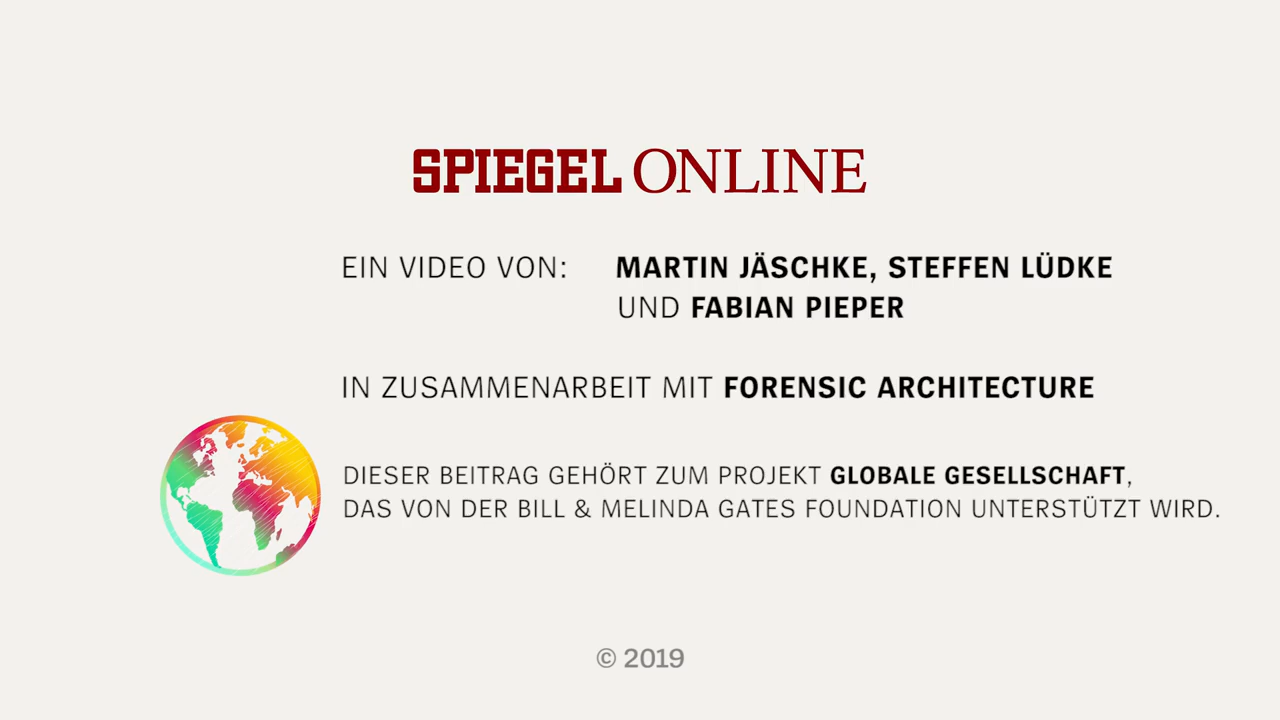 SPIEGEL ONLINE
EIN VIDEO VON: MARTIN JÄSCHKE, STEFFEN LÜDKE
UND FABIAN PIEPER
IN ZUSAMMENARBEIT MIT FORENSIC ARCHITECTURE
DIESER BEITRAG GEHÖRT ZUM PROJEKT GLOBALE GESELLSCHAFT,
DAS VON DER BILL & MELINDA GATES FOUNDATION UNTERSTÜTZT WIRD.
© 2019